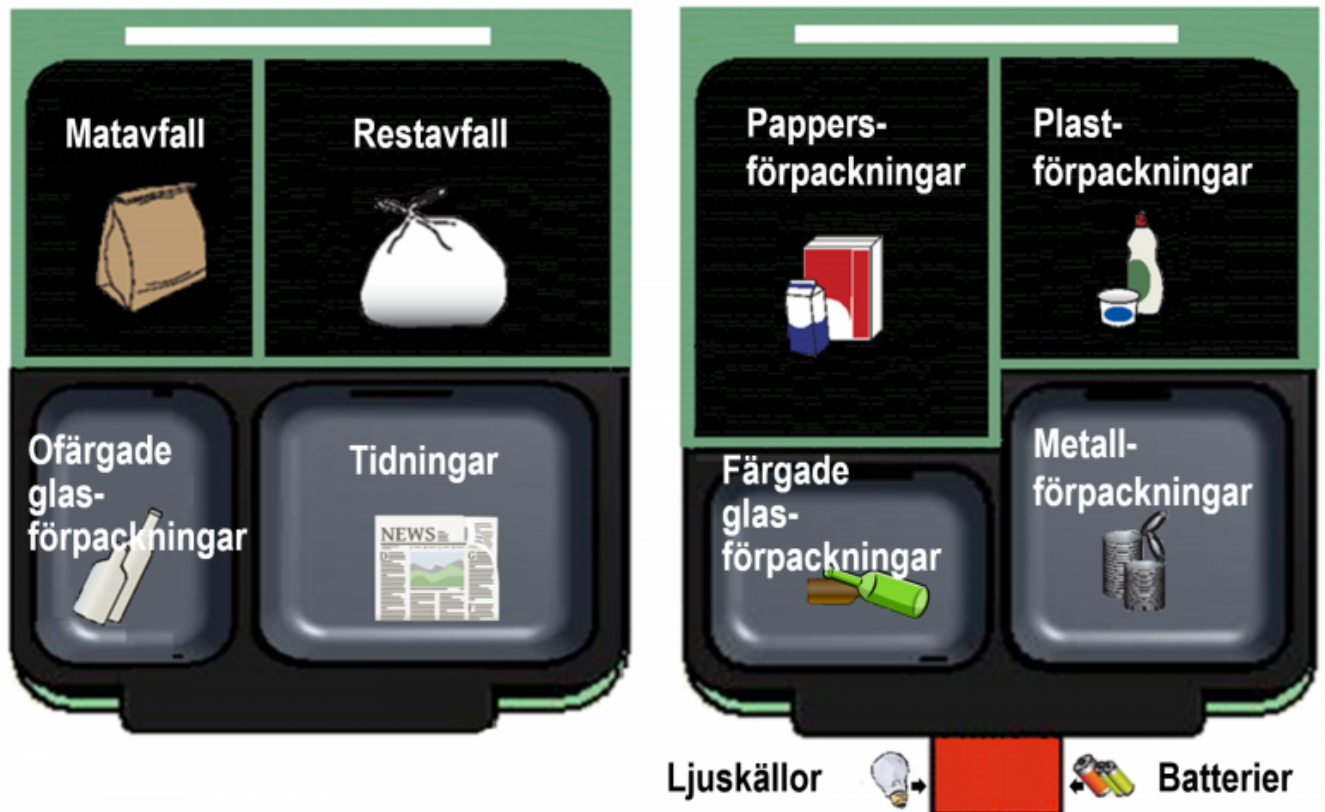 Matavfall
Restavfall
Ofärgade
glas-
förpackningar
Tidningar
NEWS
Pappers-
förpackningar
Plast-
förpackningar
Färgade
glas-
förpackningar
Metall-
förpackningar
Ljuskällor
Batterier